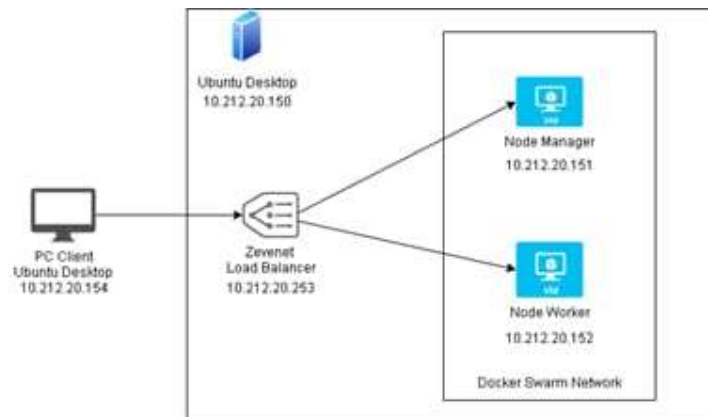 Ubuntu Desktop
10.212.20.150
Node Manager
10.212.20.151
PC Client
Ubuntu Desktop
10.212.20.154
Zevenet
Load Balancer
10.212.20.253
Node Worker
10.212.20.152
Docker Swarm Network